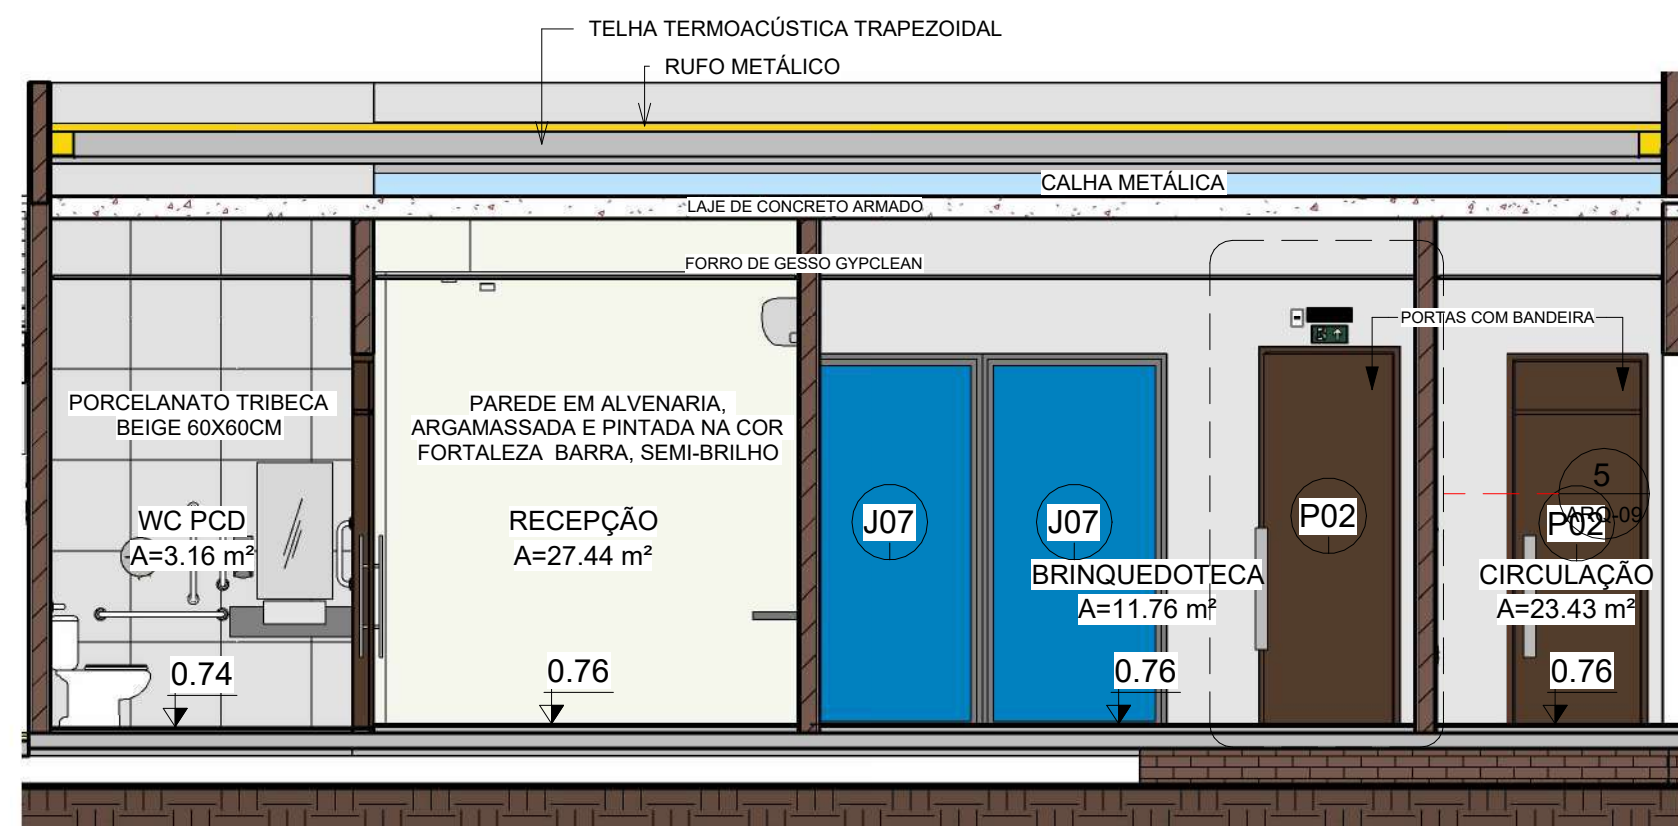 TELHA TERMOACÚSTICA TRAPEZOIDAL
RUFO METÁLICO
CALHA METÁLICA
LAJE DE CONCRETO ARMADO
FORRO DE GESSO GYPCLEAN
PORTAS COM BANDEIRA
PORCELANATO TRIBECA
BEIGE 60X60CM
PAREDE EM ALVENARIA,
ARGAMASSADA E PINTADA NA COR
FORTALEZA BARRA, SEMI-BRILHO
WC PCD
A=3.16 m²
RECEPÇÃO
A=27.44 m²
J07
J07
P02
5
ARQ-09
P02
BRINQUEDOTECA
A=11.76 m²
CIRCULAÇÃO
A=23.43 m²
0.74
0.76
0.76
0.76